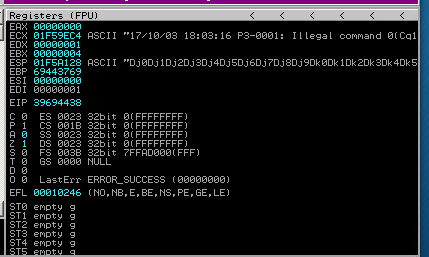 Registers (FPU) < < < < < <
EAX 00000000
ECX 01F59EC4 ASCII "17/10/03 18:03:16 P3-0001: Illegal command 0(Cq1
EDX 00000001
EBX 00000004
ESP 01F5A128 ASCII "Dj0Dj1Dj2Dj3Dj4Dj5Dj6Dj7Dj8Dj9Dk0Dk1Dk2Dk3Dk4Dk5
EBP 69443769
ESI 00000000
EDI 00000001
EIP 39694438
C 0 ES 0023 32bit 0(FFFFFFFF)
P 1 CS 001B 32bit 0(FFFFFFFF)
A 0 SS 0023 32bit 0(FFFFFFFF)
Z 1 DS 0023 32bit 0(FFFFFFFF)
S 0 FS 003B 32bit 7FFAD000(FFF)
T 0 GS 0000 NULL
D 0
O 0 LastErr ERROR_SUCCESS (00000000)
EFL 00010246 (NO,NB,E,BE,NS,PE,GE,LE)
ST0 empty g
ST1 empty g
ST2 empty g
ST3 empty g
ST4 empty g
ST5 empty g